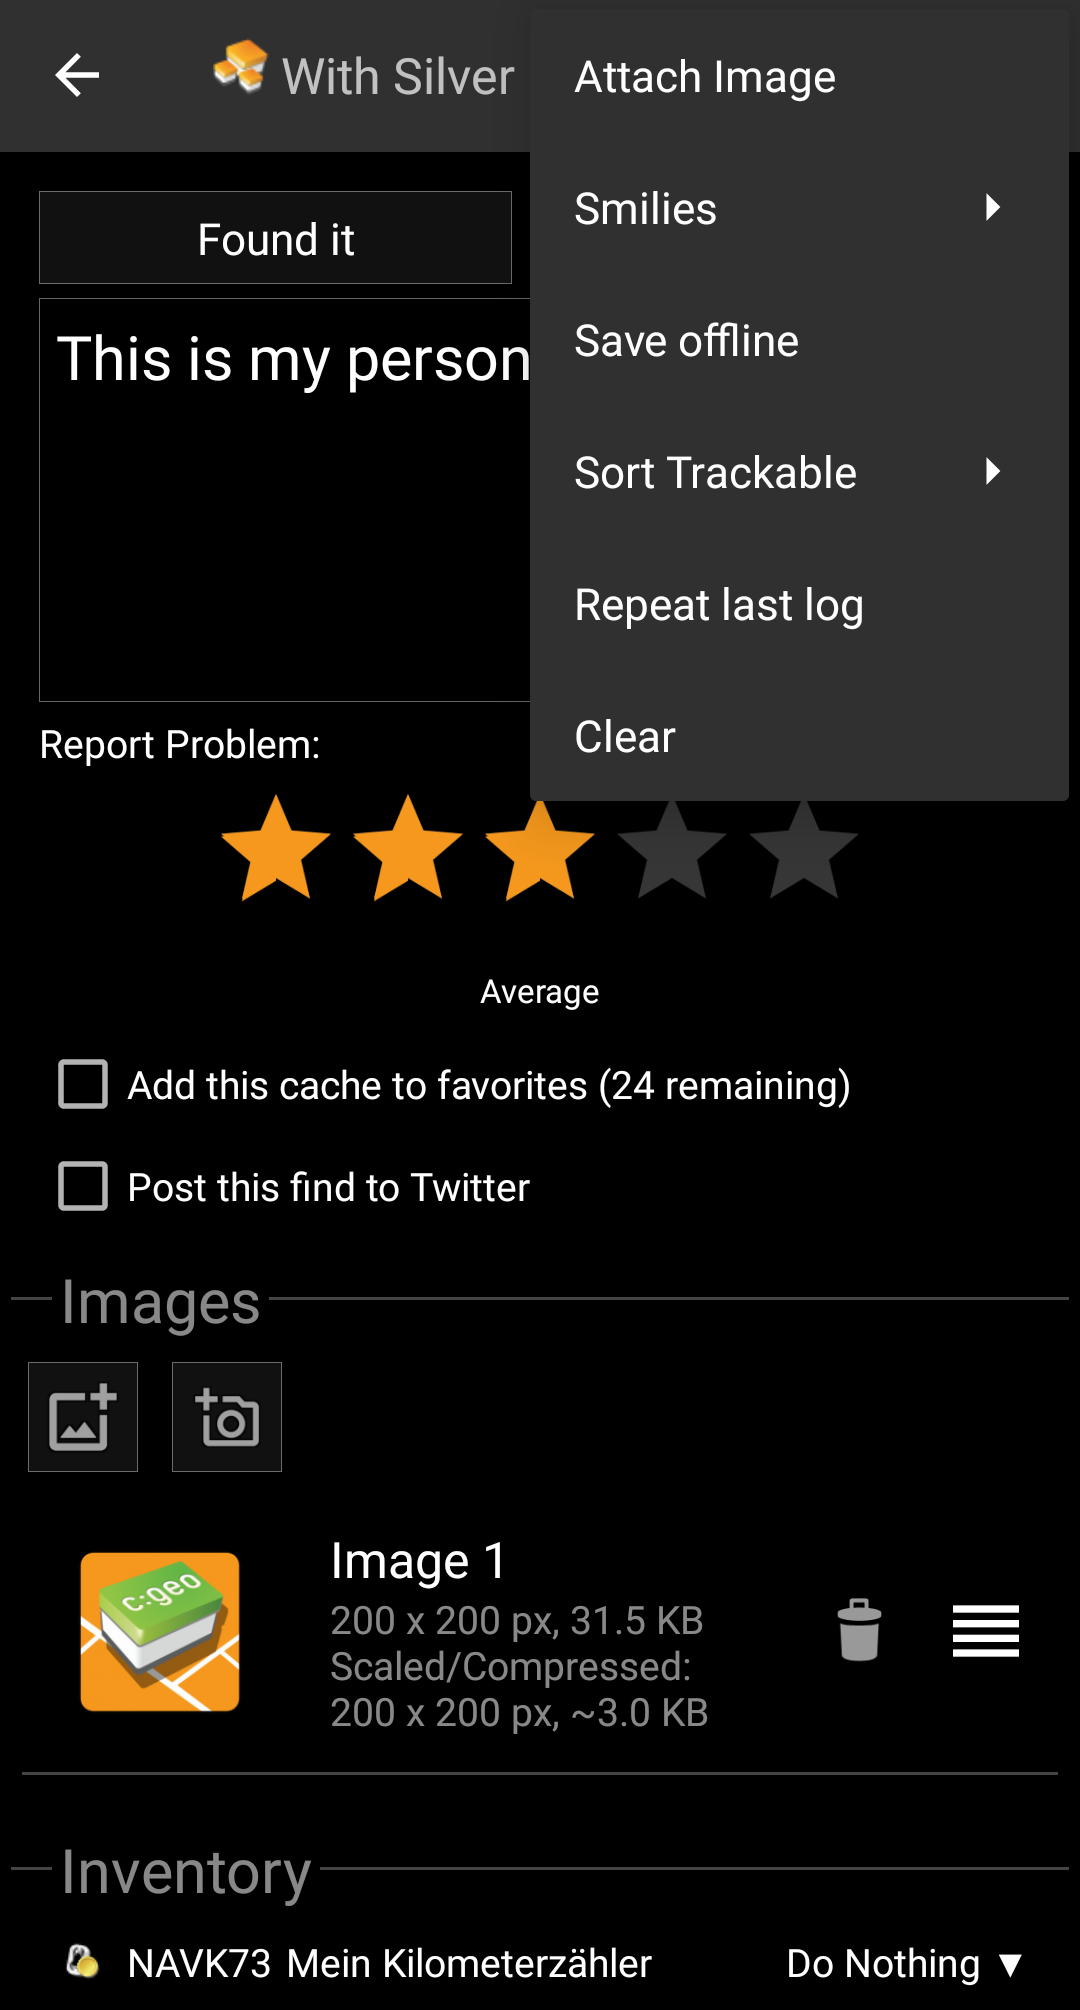 With Silver
Attach Image
Smilies
Save offline
Sort Trackable
Repeat last log
Clear
Found it
This is my person
Report Problem:
Average
Add this cache to favorites (24 remaining)
Post this find to Twitter
Images
c:geo
Image 1
200 x 200 px, 31.5 KB
Scaled/Compressed:
200 x 200 px, ~3.0 KB
Inventory
NAVK73 Mein Kilometerzähler Do Nothing ▼